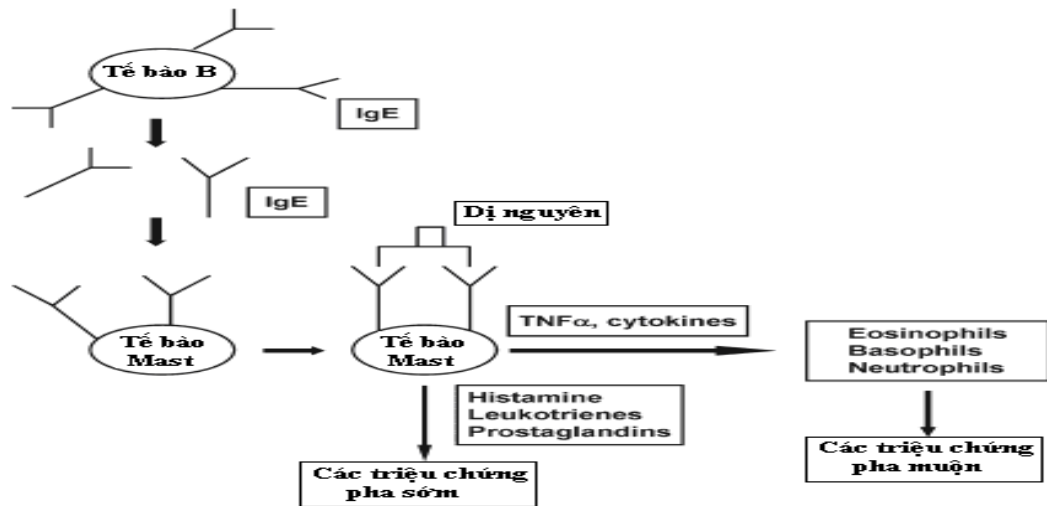 Tế bào B
IgE
IgE
Dị nguyên
Tế bào
Mast
Tế bào
Mast
TNFα, cytokines
Eosinophils
Basophils
Neutrophils
Histamine
Leukotrienes
Prostaglandins
Các triệu chứng
pha sớm
Các triệu chứng
pha muộn